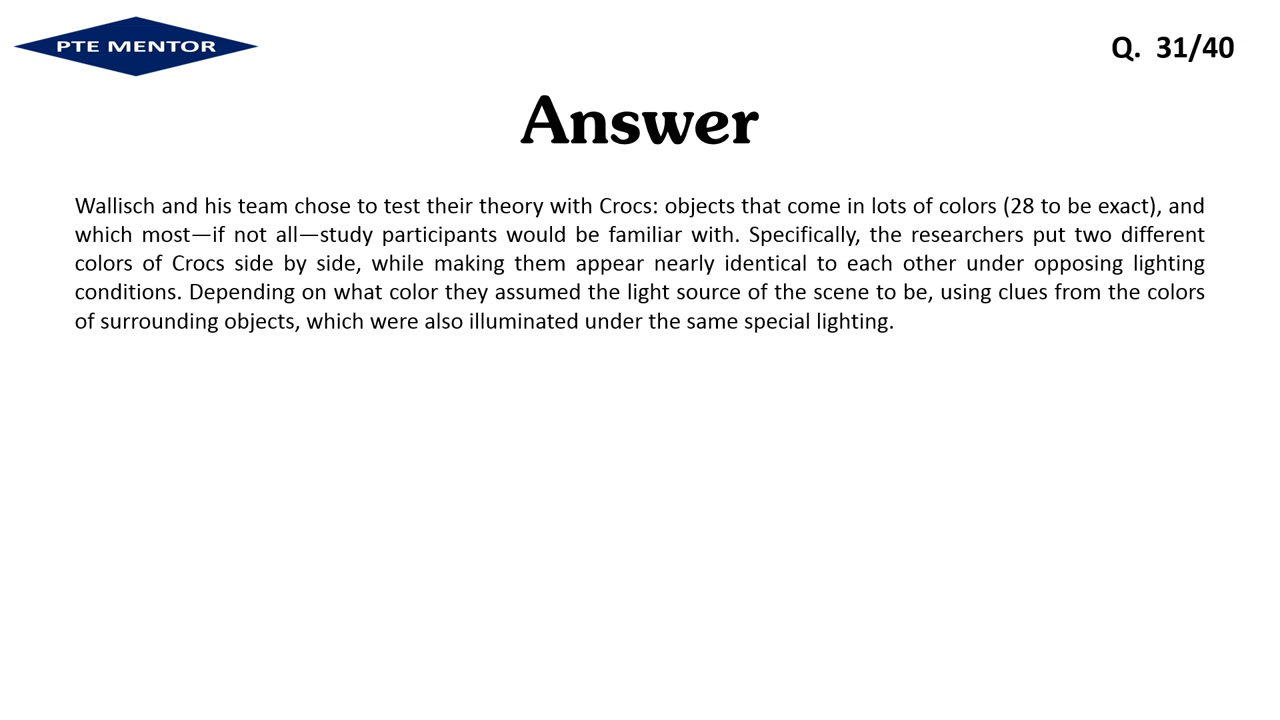 PTE MENTOR
Q. 31/40
Answer
Wallisch and his team chose to test their theory with Crocs: objects that come in lots of colors (28 to be exact), and
which most—if not all—study participants would be familiar with. Specifically, the researchers put two different
colors of Crocs side by side, while making them appear nearly identical to each other under opposing lighting
conditions. Depending on what color they assumed the light source of the scene to be, using clues from the colors
of surrounding objects, which were also illuminated under the same special lighting.